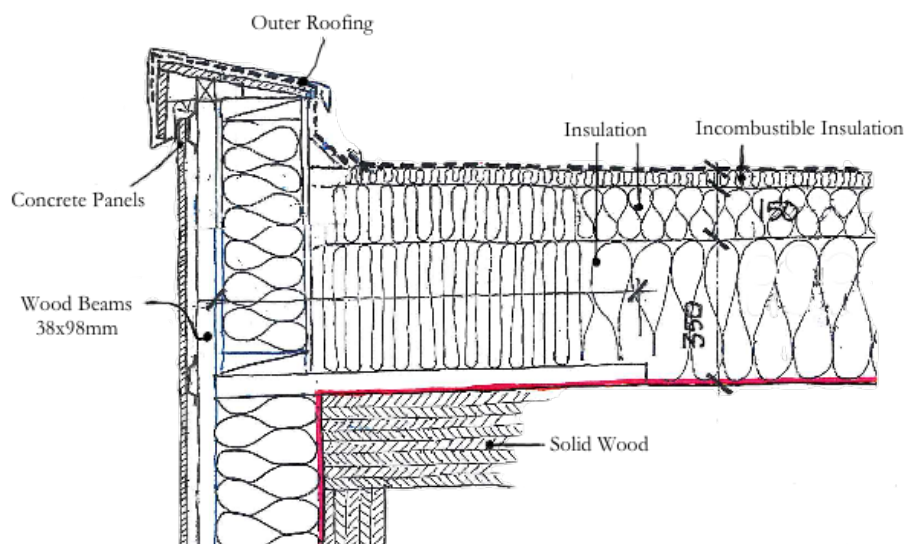 Outer Roofing
Insulation
Incombustible Insulation
Concrete Panels
150
Wood Beams
38x98mm
350
Solid Wood